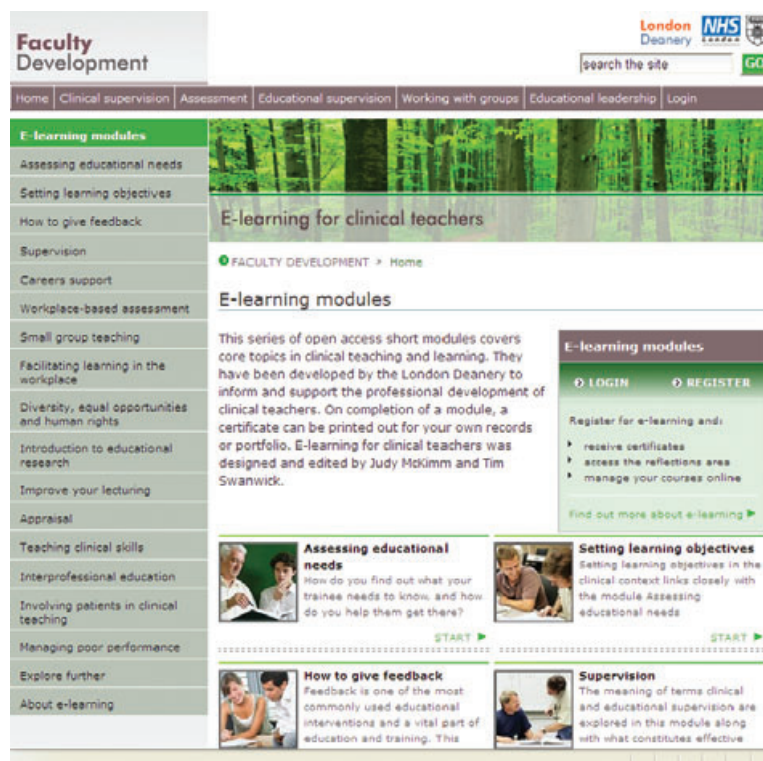 Faculty
Development
London
Deanery
NHS
London
search the site
GO
Home Clinical supervision Assessment Educational supervision Working with groups Educational leadership Login
E-learning modules
Assessing educational needs
Setting learning objectives
How to give feedback
Supervision
Careers support
Workplace-based assessment
Small group teaching
Facilitating learning in the
workplace
Diversity, equal opportunities
and human rights
Introduction to educational
research
Improve your lecturing
Appraisal
Teaching clinical skills
Interprofessional education
Involving patients in clinical
teaching
Managing poor performance
Explore further
About e-learning
E-learning for clinical teachers
FACULTY DEVELOPMENT > Home
E-learning modules
This series of open access short modules covers
core topics in clinical teaching and learning. They
have been developed by the London Deanery to
inform and support the professional development of
clinical teachers. On completion of a module, a
certificate can be printed out for your own records
or portfolio. E-learning for clinical teachers was
designed and edited by Judy McKimm and Tim
Swanwick.
E-learning modules
LOGIN REGISTER
Register for e-learning and:
receive certificates
access the reflections area
manage your courses online
Find out more about e-learning
Assessing educational
needs
How do you find out what your
trainee needs to know, and how
do you help them get there?
START
Setting learning objectives
Setting learning objectives in the
clinical context links closely with
the module Assessing
educational needs
START
How to give feedback
Feedback is one of the most
commonly used educational
interventions and a vital part of
education and training. This
Supervision
The meaning of terms clinical
and educational supervision are
explored in this module along
with what constitutes effective